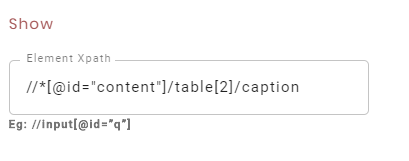 Show
Element Xpath
//*[@id="content"]/table[2]/caption
Eg: //input[@id=”q”]